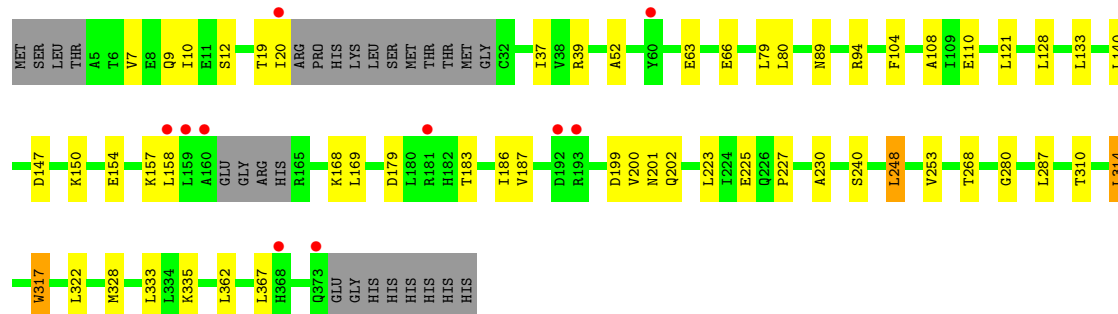 MET SER LEU THR A5 T6 V7 E8 Q9 I10 E11 S12 T19 I20 ARG PRO HIS LYS LEU SER MET THR THR MET GLY C32 I37 V38 R39 A52 Y60 E63 E66 L79 L80 N89 R94 F104 A108 I109 E110 L121 L128 L133 L140
D147 K150 E154 K157 L158 L159 A160 GLU GLY ARG HIS R165 K168 L169 D179 L180 R181 H182 T183 I186 V187 D192 R193 D199 V200 N201 Q202 L223 I224 E225 Q226 P227 A230 S240 L248 V253 T268 G280 L287 T310 L314
W317 L322 M328 L333 L334 K335 L362 L367 H368 Q373 GLU GLY HIS HIS HIS HIS HIS HIS